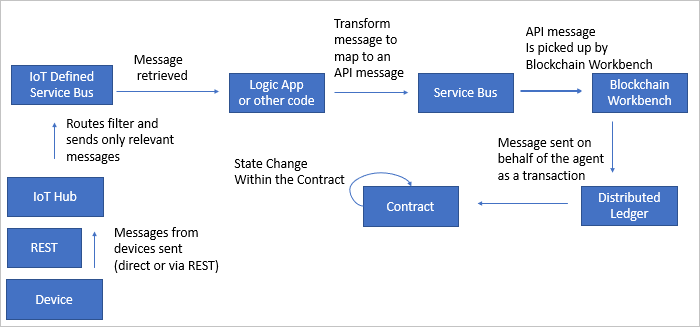 IoT Defined
Service Bus
Message
retrieved
Logic App
or other code
Transform
message to
map to an
API message
Service Bus
API message
Is picked up by
Blockchain Workbench
Blockchain
Workbench
Routes filter and
sends only relevant
messages
Message sent on
behalf of the agent
as a transaction
State Change
Within the Contract
IoT Hub
Contract
Distributed
Ledger
REST
Messages from
devices sent
(direct or via REST)
Device